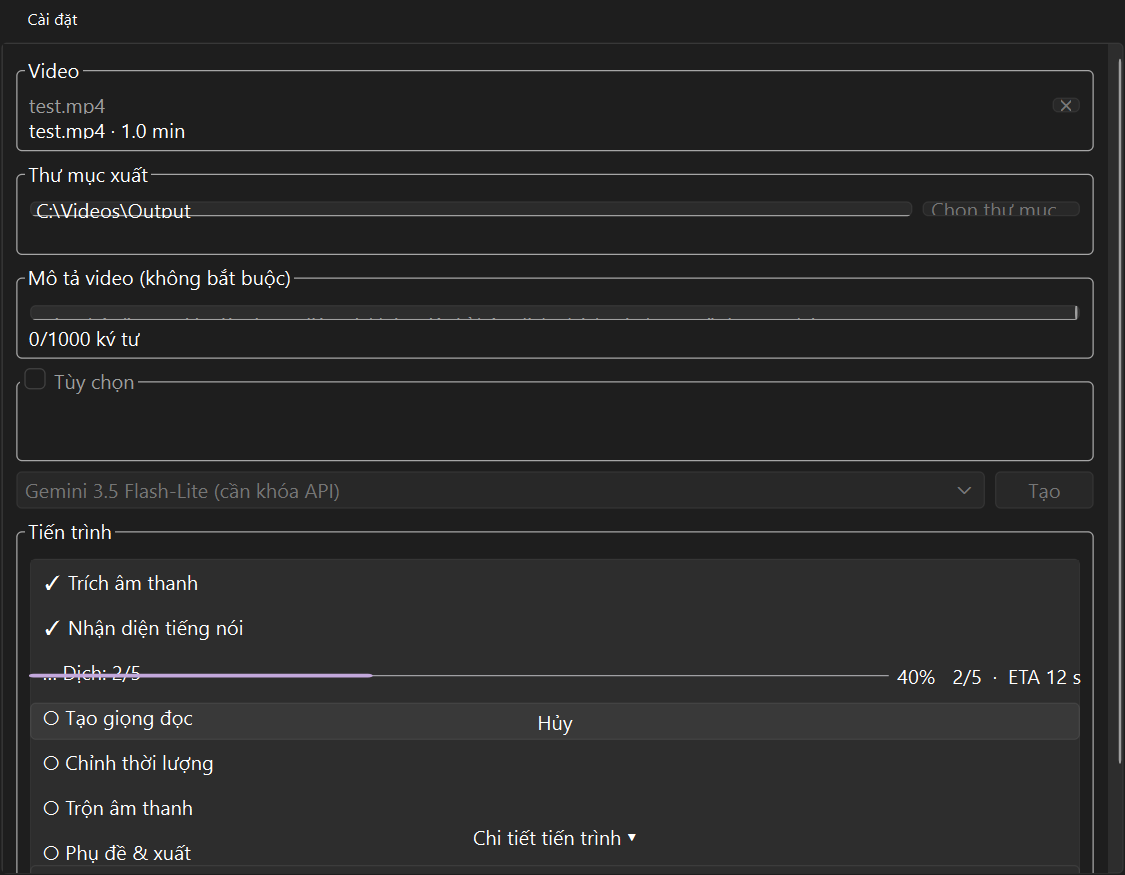 Cài đặt
Video
test.mp4
test.mp4 · 1.0 min
Thư mục xuất
C:\Videos\Output
Chọn thư mục
Mô tả video (không bắt buộc)
0/1000 ký tự
Tùy chọn
Gemini 3.5 Flash-Lite (cần khóa API)
Tạo
Tiến trình
✓ Trích âm thanh
✓ Nhận diện tiếng nói
... Dịch: 2/5
40% 2/5 · ETA 12 s
○ Tạo giọng đọc
Hủy
○ Chỉnh thời lượng
○ Trộn âm thanh
Chi tiết tiến trình ▾
○ Phụ đề & xuất